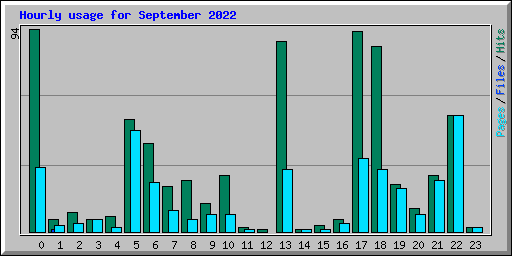 Hourly usage for September 2022
94
Pages / Files / Hits
0 1 2 3 4 5 6 7 8 9 10 11 12 13 14 15 16 17 18 19 20 21 22 23